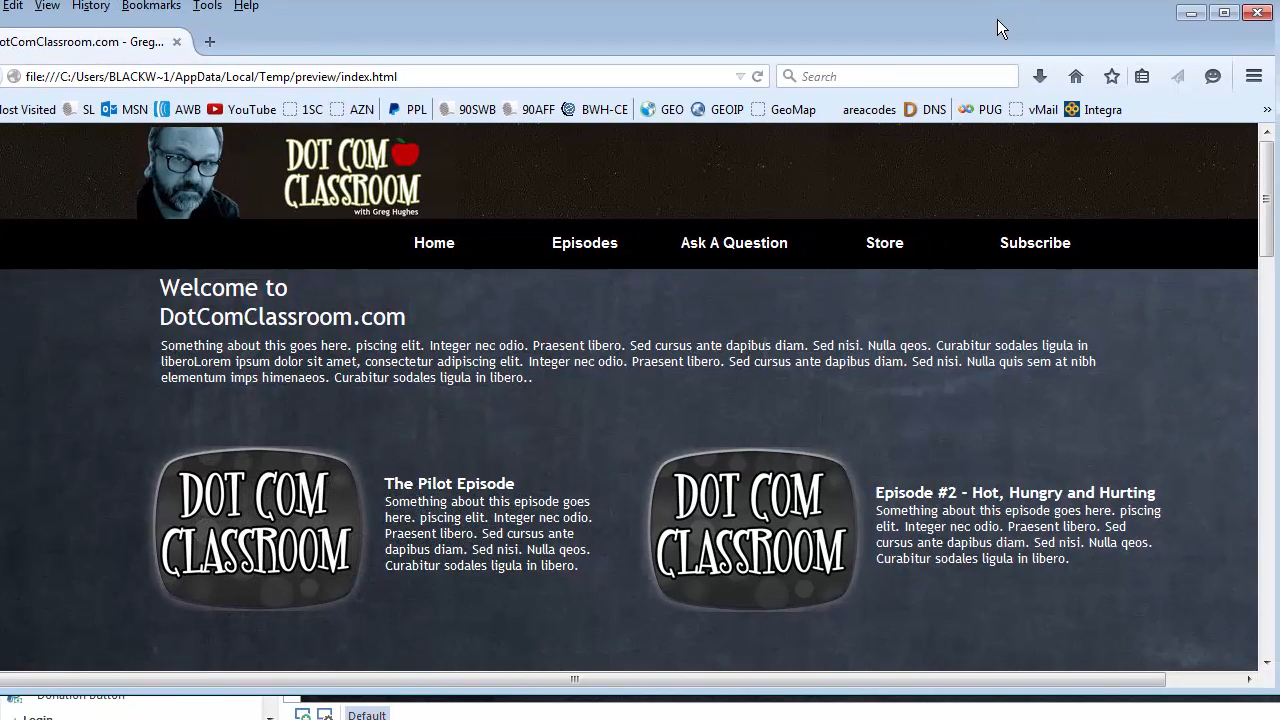 Edit View History Bookmarks Tools Help
otComClassroom.com - Greg... × +
file:///C:/Users/BLACKW~1/AppData/Local/Temp/preview/index.html Search
ost Visited SL MSN AWB YouTube 1SC AZN PPL 90SWB 90AFF BWH-CE GEO GEOIP GeoMap areacodes DNS PUG vMail Integra »
DOT COM
CLASSROOM
with Greg Hughes
Home Episodes Ask A Question Store Subscribe
Welcome to
DotComClassroom.com
Something about this goes here. piscing elit. Integer nec odio. Praesent libero. Sed cursus ante dapibus diam. Sed nisi. Nulla qeos. Curabitur sodales ligula in
liberoLorem ipsum dolor sit amet, consectetur adipiscing elit. Integer nec odio. Praesent libero. Sed cursus ante dapibus diam. Sed nisi. Nulla quis sem at nibh
elementum imps himenaeos. Curabitur sodales ligula in libero..
DOT COM
CLASSROOM
The Pilot Episode
Something about this episode goes
here. piscing elit. Integer nec odio.
Praesent libero. Sed cursus ante
dapibus diam. Sed nisi. Nulla qeos.
Curabitur sodales ligula in libero.
DOT COM
CLASSROOM
Episode #2 - Hot, Hungry and Hurting
Something about this episode goes here. piscing
elit. Integer nec odio. Praesent libero. Sed
cursus ante dapibus diam. Sed nisi. Nulla qeos.
Curabitur sodales ligula in libero.
Donation Button
Login
Default